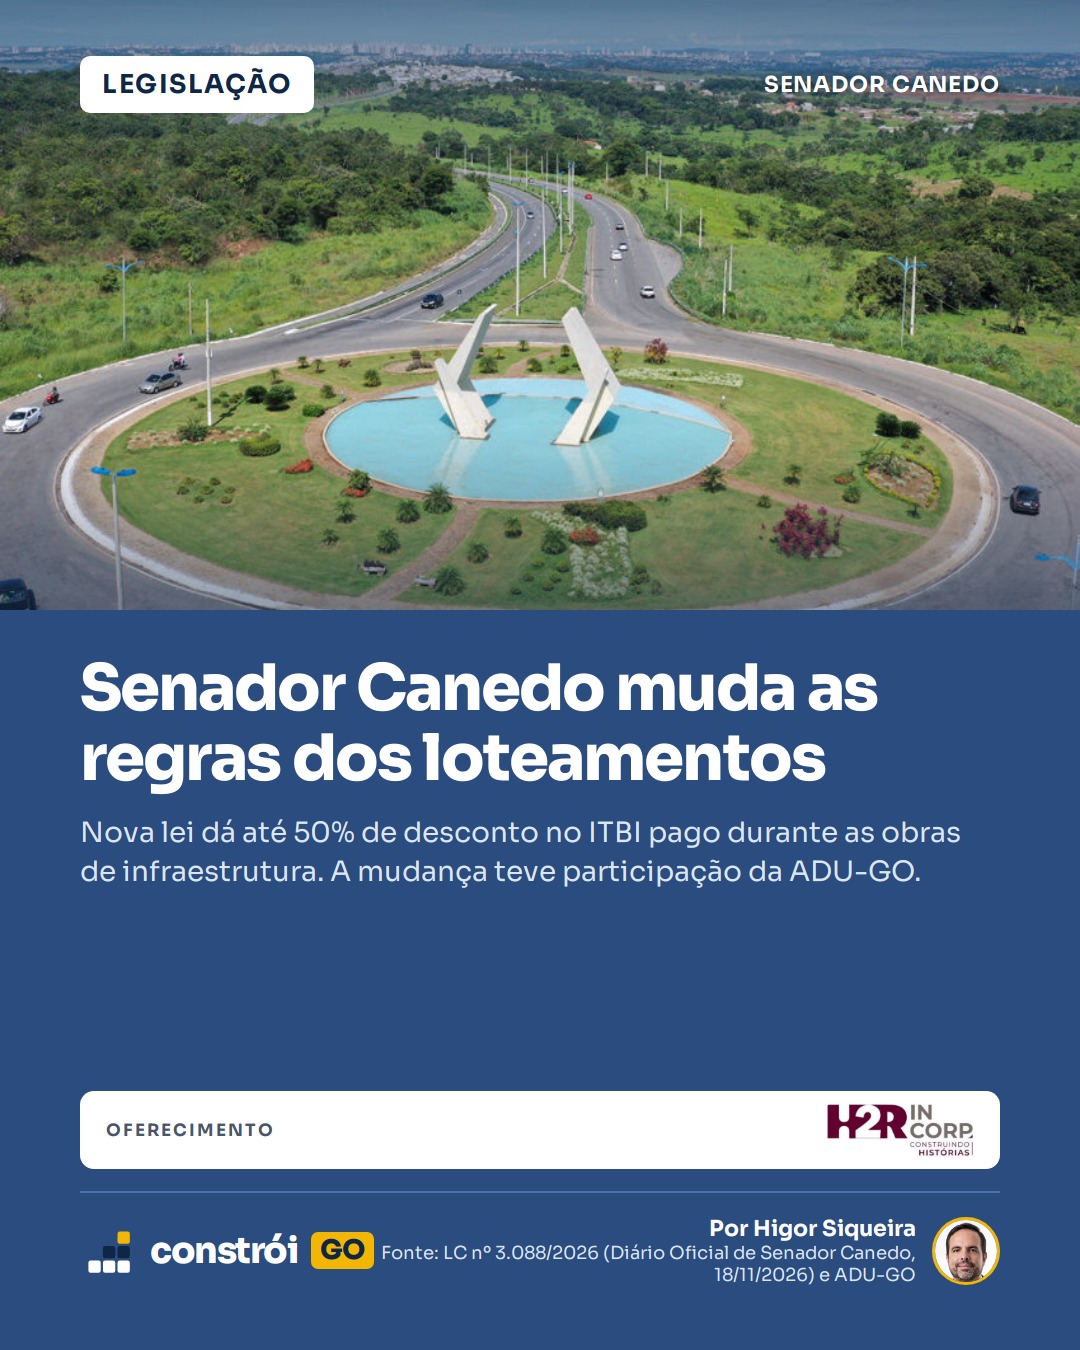 LEGISLAÇÃO
SENADOR CANEDO
Senador Canedo muda as
regras dos loteamentos
Nova lei dá até 50% de desconto no ITBI pago durante as obras
de infraestrutura. A mudança teve participação da ADU-GO.
OFERECIMENTO
H2R IN
CORP.
CONSTRUINDO
HISTÓRIAS
constrói GO
Por Higor Siqueira
Fonte: LC nº 3.088/2026 (Diário Oficial de Senador Canedo,
18/11/2026) e ADU-GO